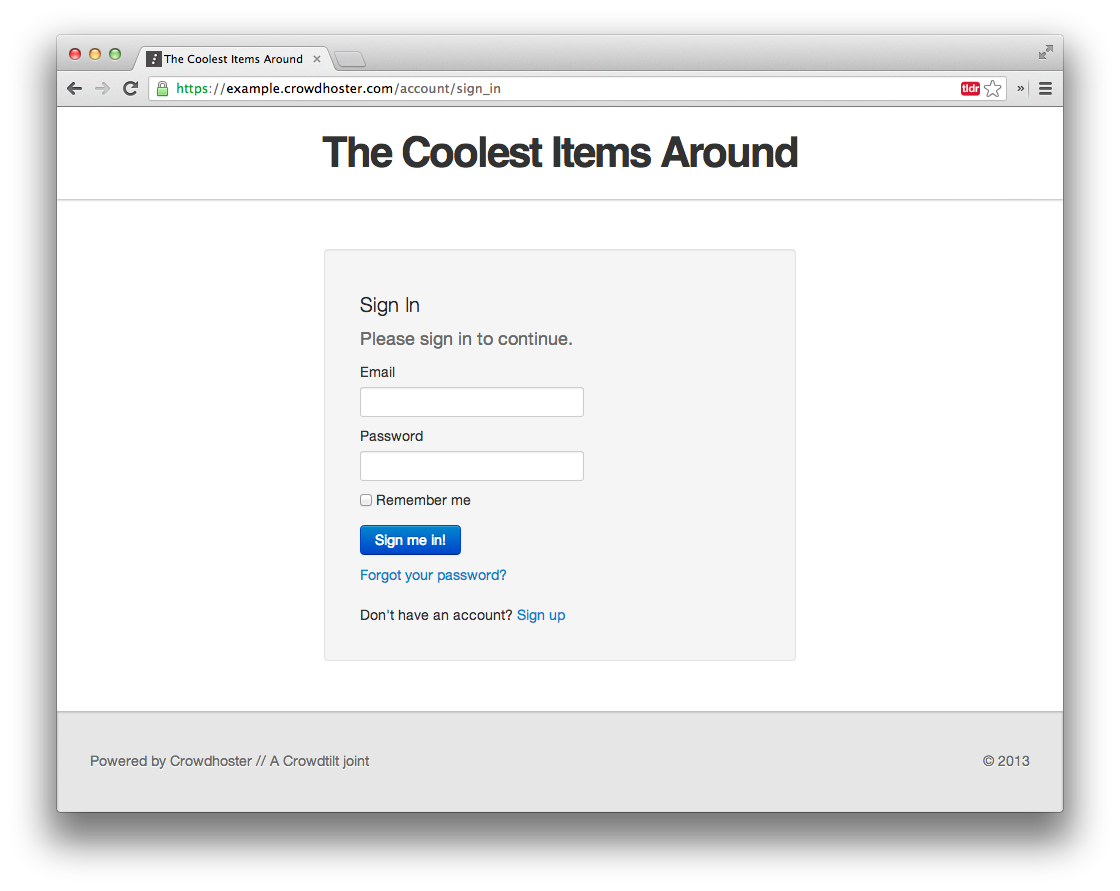 The Coolest Items Around
https://example.crowdhoster.com/account/sign_in
tldr
»
The Coolest Items Around
Sign In
Please sign in to continue.
Email
Password
Remember me
Sign me in!
Forgot your password?
Don't have an account? Sign up
Powered by Crowdhoster // A Crowdtilt joint
© 2013